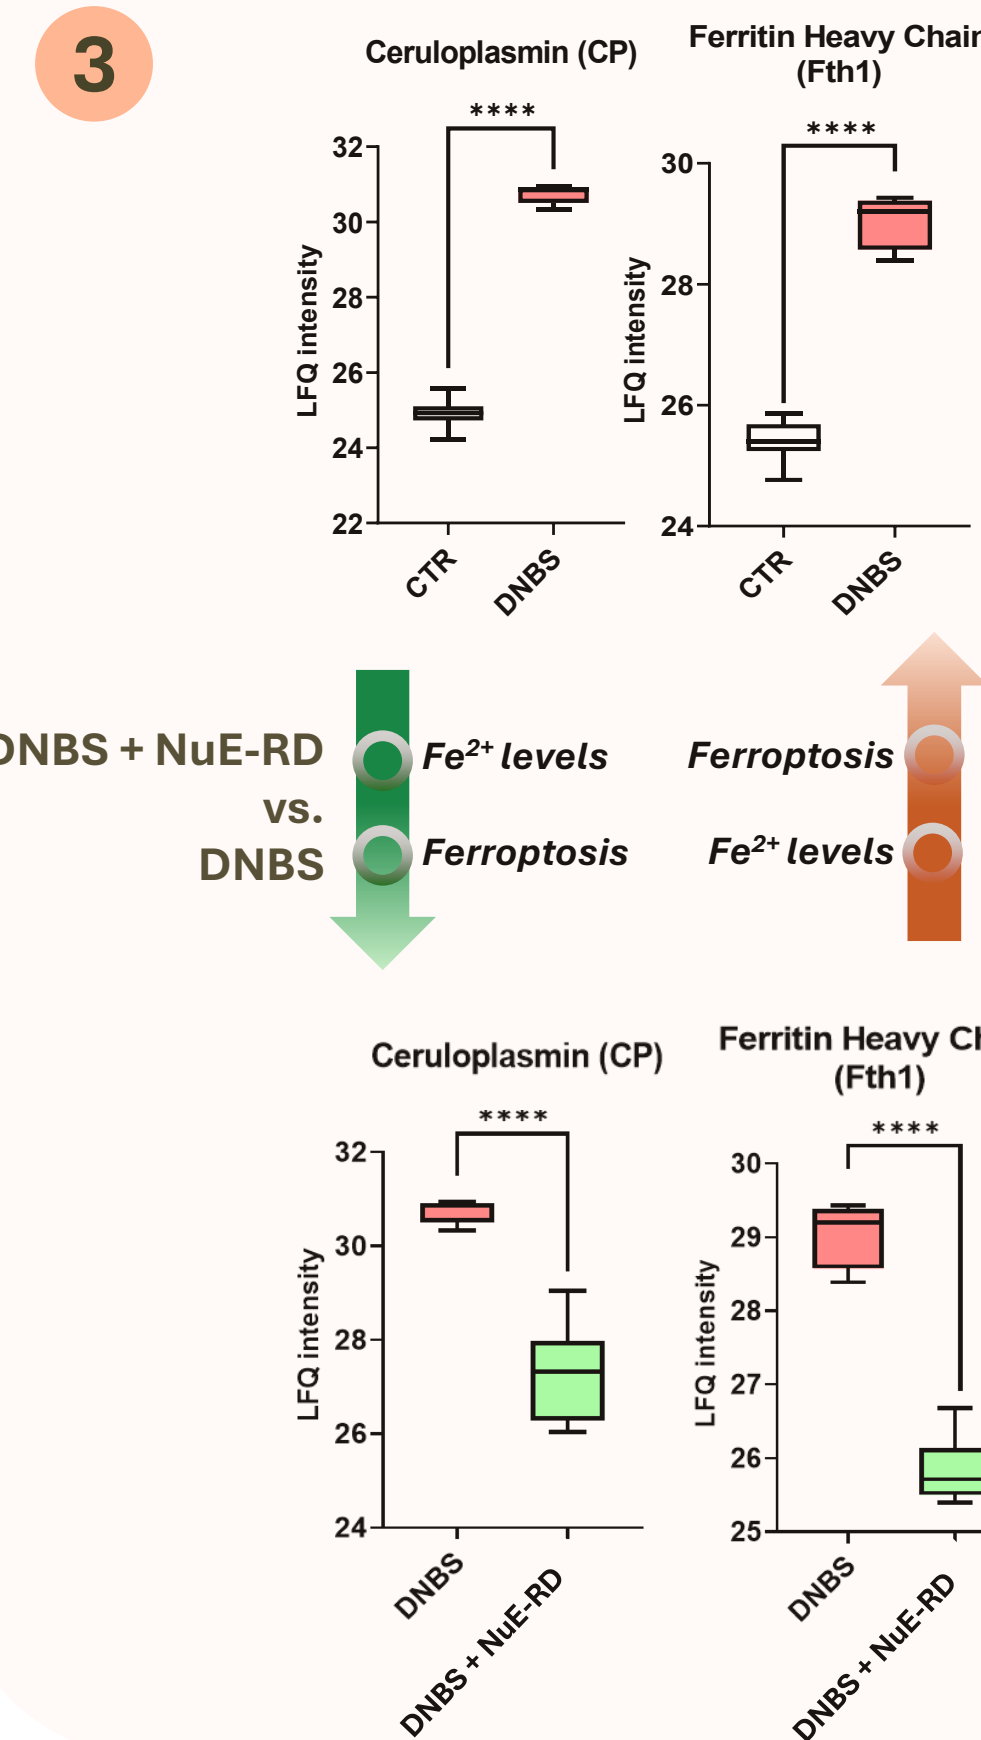 3
Ceruloplasmin (CP)
****
32
30
28
26
24
22
LFQ intensity
CTR
DNBS
Ferritin Heavy Chain
(Fth1)
****
30
28
26
24
LFQ intensity
CTR
DNBS
DNBS + NuE-RD
vs.
DNBS
Fe²⁺ levels
Ferroptosis
Ferroptosis
Fe²⁺ levels
Ceruloplasmin (CP)
****
32
30
28
26
24
LFQ intensity
DNBS
DNBS + NuE-RD
Ferritin Heavy Ch
(Fth1)
****
30
29
28
27
26
25
LFQ intensity
DNBS
DNBS + NuE-RD